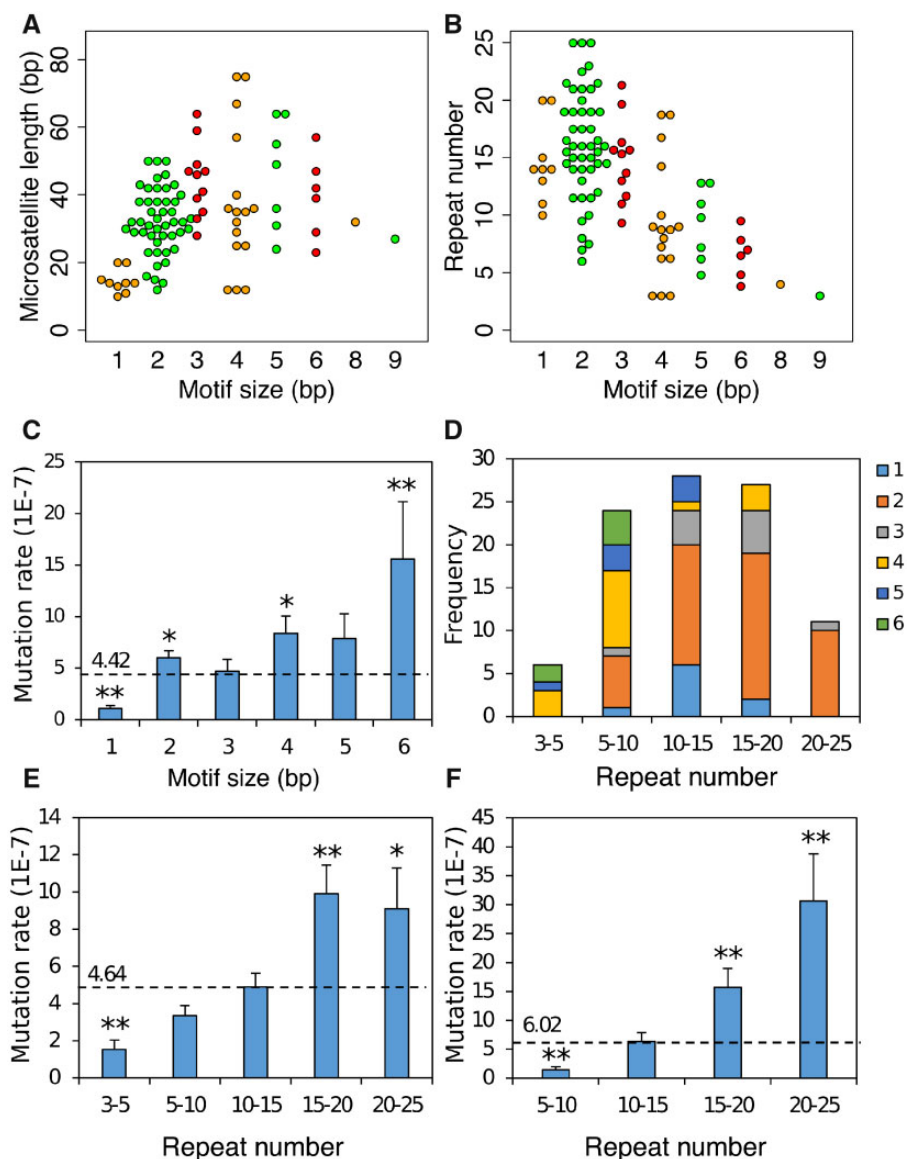 A
Microsatellite length (bp)
80
60
40
20
0
1 2 3 4 5 6 8 9
Motif size (bp)
B
Repeat number
25
20
15
10
5
0
1 2 3 4 5 6 8 9
Motif size (bp)
C
Mutation rate (1E-7)
25
20
15
10
5
0
4.42
**
*
*
**
1 2 3 4 5 6
Motif size (bp)
D
Frequency
30
25
20
15
10
5
0
3-5 5-10 10-15 15-20 20-25
Repeat number
1
2
3
4
5
6
E
Mutation rate (1E-7)
14
12
10
8
6
4
2
0
4.64
**
**
*
3-5 5-10 10-15 15-20 20-25
Repeat number
F
Mutation rate (1E-7)
45
40
35
30
25
20
15
10
5
0
6.02
**
**
**
5-10 10-15 15-20 20-25
Repeat number